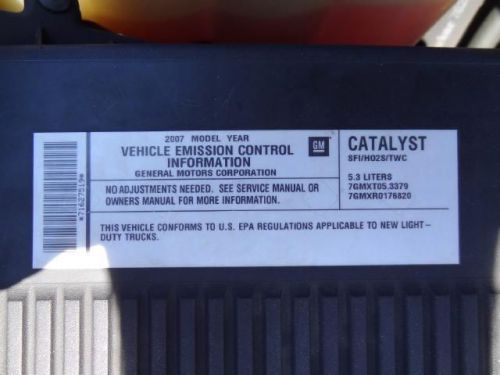 2007 MODEL YEAR
VEHICLE EMISSION CONTROL
INFORMATION
GENERAL MOTORS CORPORATION
GM
NO ADJUSTMENTS NEEDED. SEE SERVICE MANUAL OR
OWNERS MANUAL FOR MORE INFORMATION.
THIS VEHICLE CONFORMS TO U.S. EPA REGULATIONS APPLICABLE TO NEW LIGHT-
DUTY TRUCKS.
CATALYST
SFI/HO2S/TWC
5.3 LITERS
7GMXT05.3379
7GMXR0176820
*71627519*